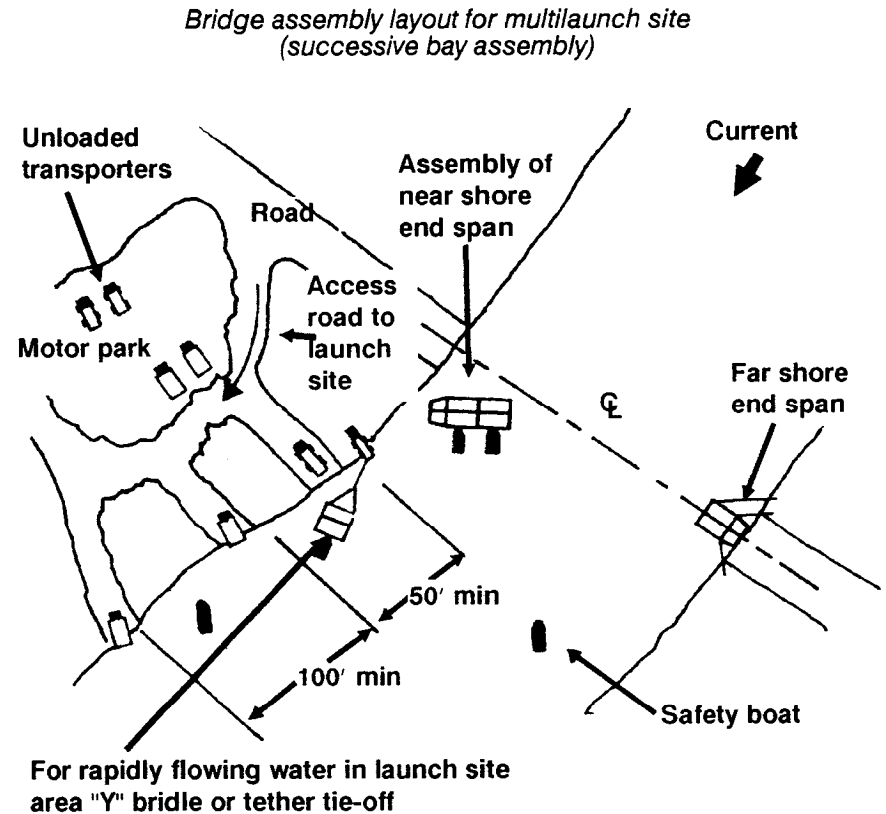 Bridge assembly layout for multilaunch site
(successive bay assembly)
Unloaded
transporters
Road
Assembly of
near shore
end span
Current
Access
road to
launch
site
Motor park
Far shore
end span
℄
50' min
100' min
Safety boat
For rapidly flowing water in launch site
area "Y" bridle or tether tie-off